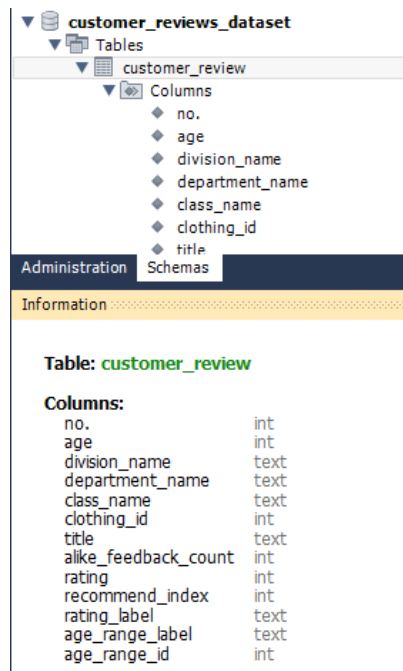 customer_reviews_dataset
Tables
customer_review
Columns
no.
age
division_name
department_name
class_name
clothing_id
title
Administration Schemas
Information
Table: customer_review
Columns:
no. int
age int
division_name text
department_name text
class_name text
clothing_id int
title text
alike_feedback_count int
rating int
recommend_index int
rating_label text
age_range_label text
age_range_id int